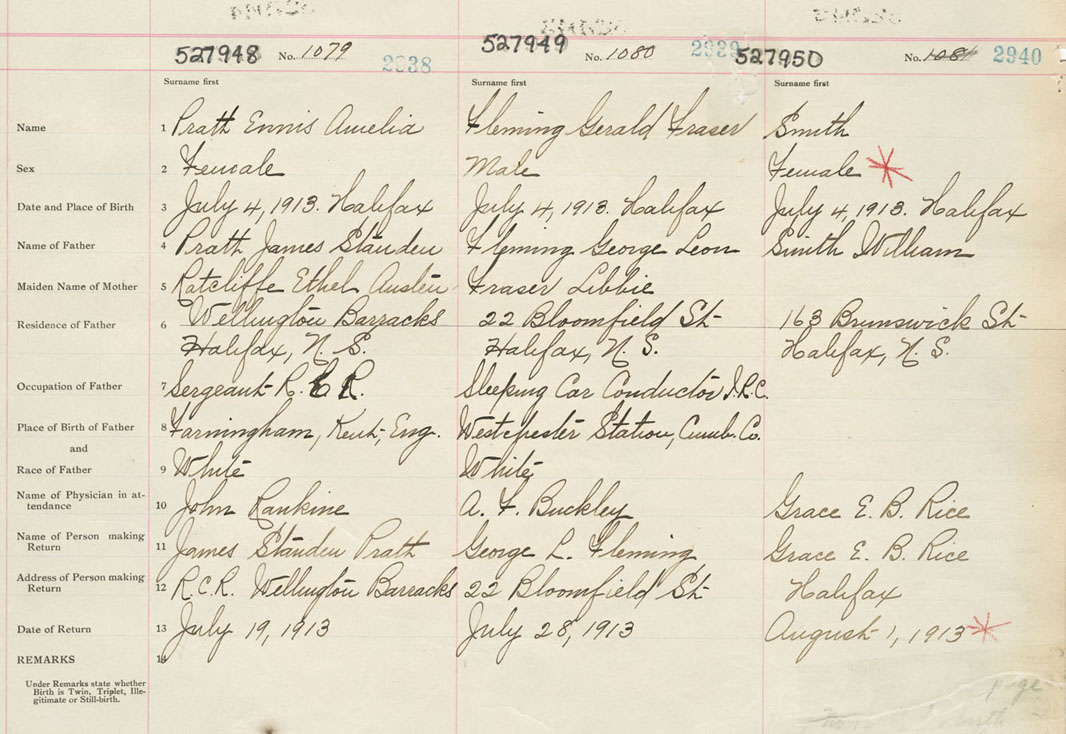 527948 No. 1079 2938 527949 No. 1080 2939 527950 No. 1081 2940
Surname first Surname first Surname first
Name 1 Pratt Ennis Amelia Fleming Gerald Fraser Smith
Sex 2 Female Male Female
Date and Place of Birth 3 July 4, 1913. Halifax July 4, 1913. Halifax July 4, 1913. Halifax
Name of Father 4 Pratt James Standen Fleming George Leon Smith William
Maiden Name of Mother 5 Ratcliffe Ethel Austen Fraser Libbie
Residence of Father 6 Wellington Barracks 22 Bloomfield St 163 Brunswick St
Halifax, N. S. Halifax, N. S. Halifax, N. S.
Occupation of Father 7 Sergeant R. C R. Sleeping Car Conductor I.R.C.
Place of Birth of Father 8 Farningham, Kent, Eng. Westchester Station, Cumb. Co.
and
Race of Father 9 White White
Name of Physician in at-
tendance 10 John Rankine A. F. Buckley Grace E. B. Rice
Name of Person making
Return 11 James Standen Pratt George L. Fleming Grace E. B. Rice
Address of Person making
Return 12 R.C.R. Wellington Barracks 22 Bloomfield St Halifax
Date of Return 13 July 19, 1913 July 28, 1913 August 1, 1913
REMARKS 14
Under Remarks state whether
Birth is Twin, Triplet, Ille-
gitimate or Still-birth.
page